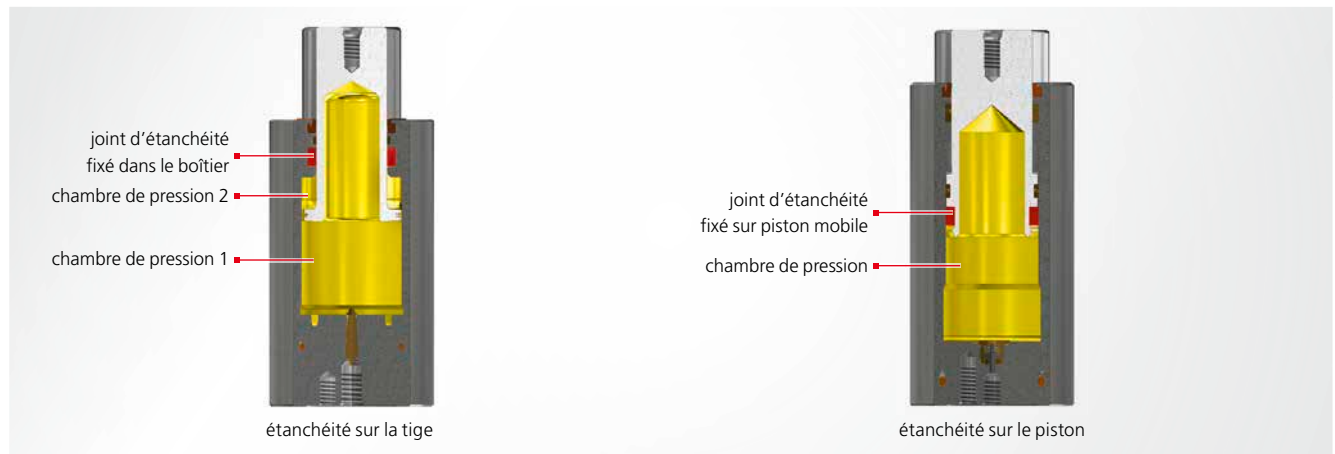 joint d'étanchéité
fixé dans le boîtier
chambre de pression 2
chambre de pression 1
étanchéité sur la tige
joint d'étanchéité
fixé sur piston mobile
chambre de pression
étanchéité sur le piston